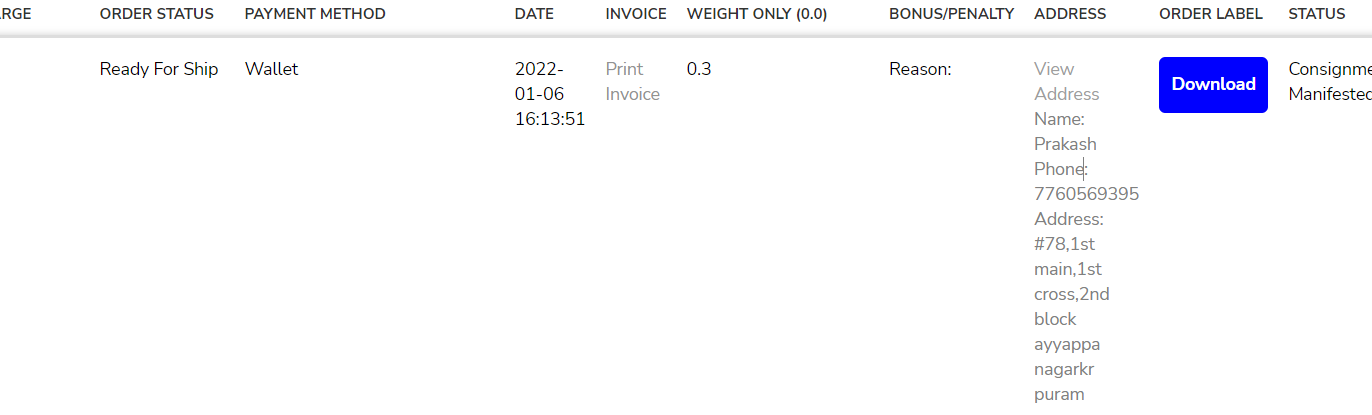 ARGE ORDER STATUS PAYMENT METHOD DATE INVOICE WEIGHT ONLY (0.0) BONUS/PENALTY ADDRESS ORDER LABEL STATUS
Ready For Ship Wallet 2022- Print 0.3 Reason: View Download Consignme
01-06 Invoice Address Manifested
16:13:51 Name:
Prakash
Phone:
7760569395
Address:
#78,1st
main,1st
cross,2nd
block
ayyappa
nagarkr
puram